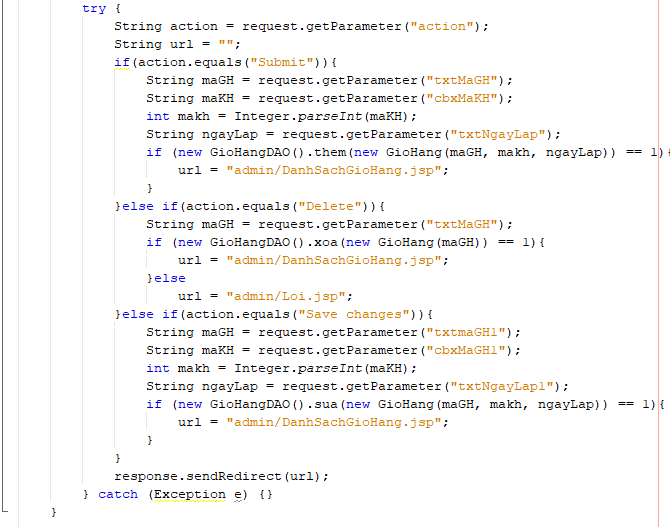 try {
String action = request.getParameter("action");
String url = "";
if(action.equals("Submit")){
String maGH = request.getParameter("txtMaGH");
String maKH = request.getParameter("cbxMaKH");
int makh = Integer.parseInt(maKH);
String ngayLap = request.getParameter("txtNgayLap");
if (new GioHangDAO().them(new GioHang(maGH, makh, ngayLap)) == 1){
url = "admin/DanhSachGioHang.jsp";
}
}else if(action.equals("Delete")){
String maGH = request.getParameter("txtMaGH");
if (new GioHangDAO().xoa(new GioHang(maGH)) == 1){
url = "admin/DanhSachGioHang.jsp";
}else
url = "admin/Loi.jsp";
}else if(action.equals("Save changes")){
String maGH = request.getParameter("txtmaGH1");
String maKH = request.getParameter("cbxMaGH1");
int makh = Integer.parseInt(maKH);
String ngayLap = request.getParameter("txtNgayLap1");
if (new GioHangDAO().sua(new GioHang(maGH, makh, ngayLap)) == 1){
url = "admin/DanhSachGioHang.jsp";
}
}
response.sendRedirect(url);
} catch (Exception e) {}
}